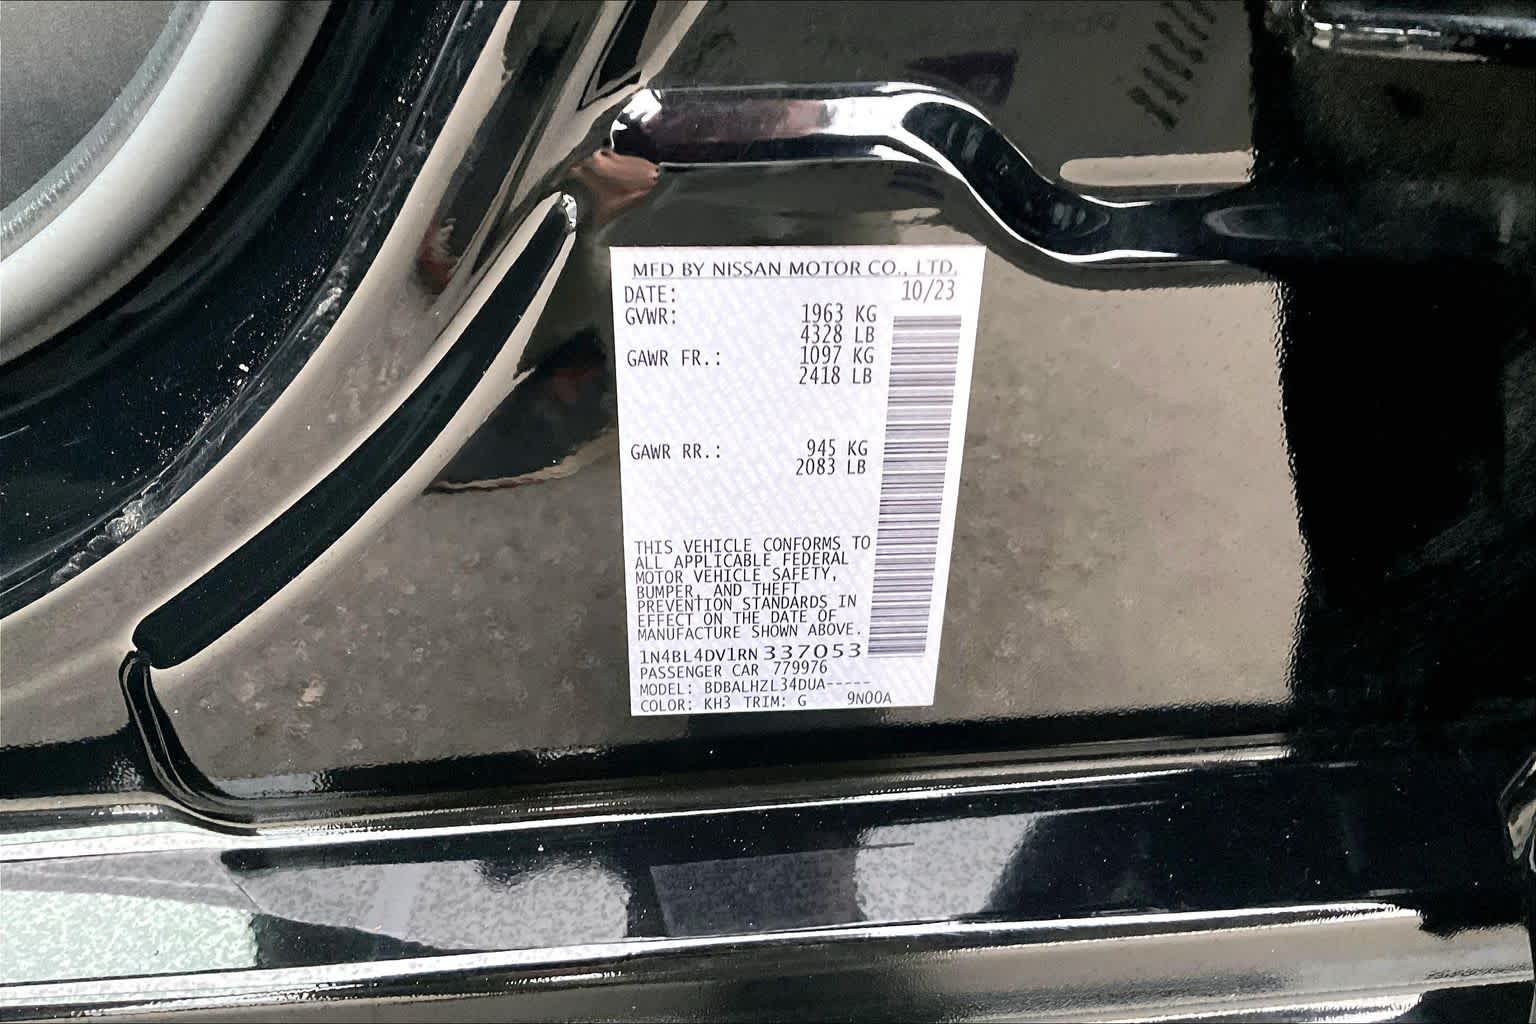 MFD BY NISSAN MOTOR CO., LTD.
DATE: 10/23
GVWR: 1963 KG
4328 LB
GAWR FR.: 1097 KG
2418 LB
GAWR RR.: 945 KG
2083 LB
THIS VEHICLE CONFORMS TO
ALL APPLICABLE FEDERAL
MOTOR VEHICLE SAFETY,
BUMPER, AND THEFT
PREVENTION STANDARDS IN
EFFECT ON THE DATE OF
MANUFACTURE SHOWN ABOVE.
1N4BL4DV1RN337053
PASSENGER CAR 779976
MODEL: BDBALHZL34DUA-----
COLOR: KH3 TRIM: G 9N00A